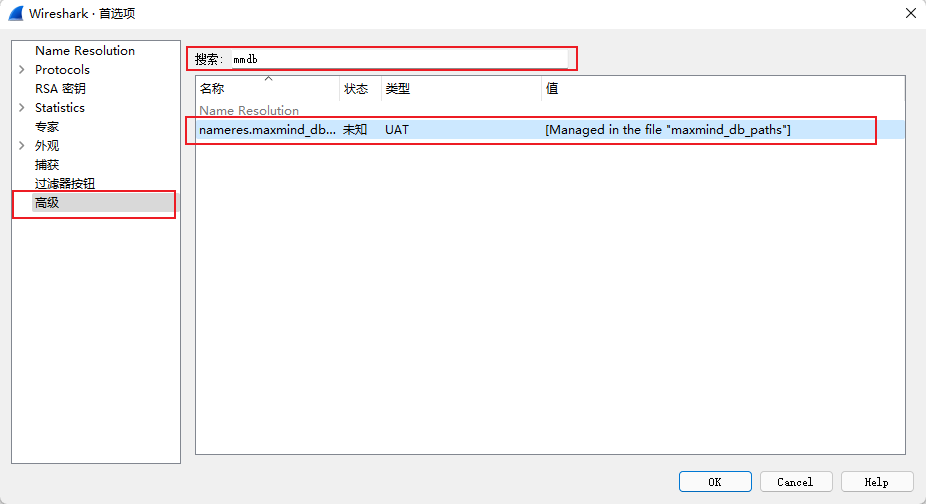 Wireshark · 首选项
Name Resolution
Protocols
RSA 密钥
Statistics
专家
外观
捕获
过滤器按钮
高级
搜索: mmdb
名称 状态 类型 值
Name Resolution
nameres.maxmind_db... 未知 UAT [Managed in the file "maxmind_db_paths"]
OK Cancel Help